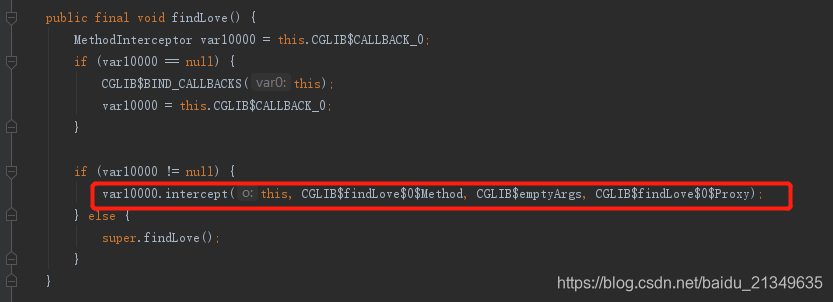 public final void findLove() {
MethodInterceptor var10000 = this.CGLIB$CALLBACK_0;
if (var10000 == null) {
CGLIB$BIND_CALLBACKS( var0: this);
var10000 = this.CGLIB$CALLBACK_0;
}
if (var10000 != null) {
var10000.intercept( o: this, CGLIB$findLove$0$Method, CGLIB$emptyArgs, CGLIB$findLove$0$Proxy);
} else {
super.findLove();
}
}
https://blog.csdn.net/baidu_21349635